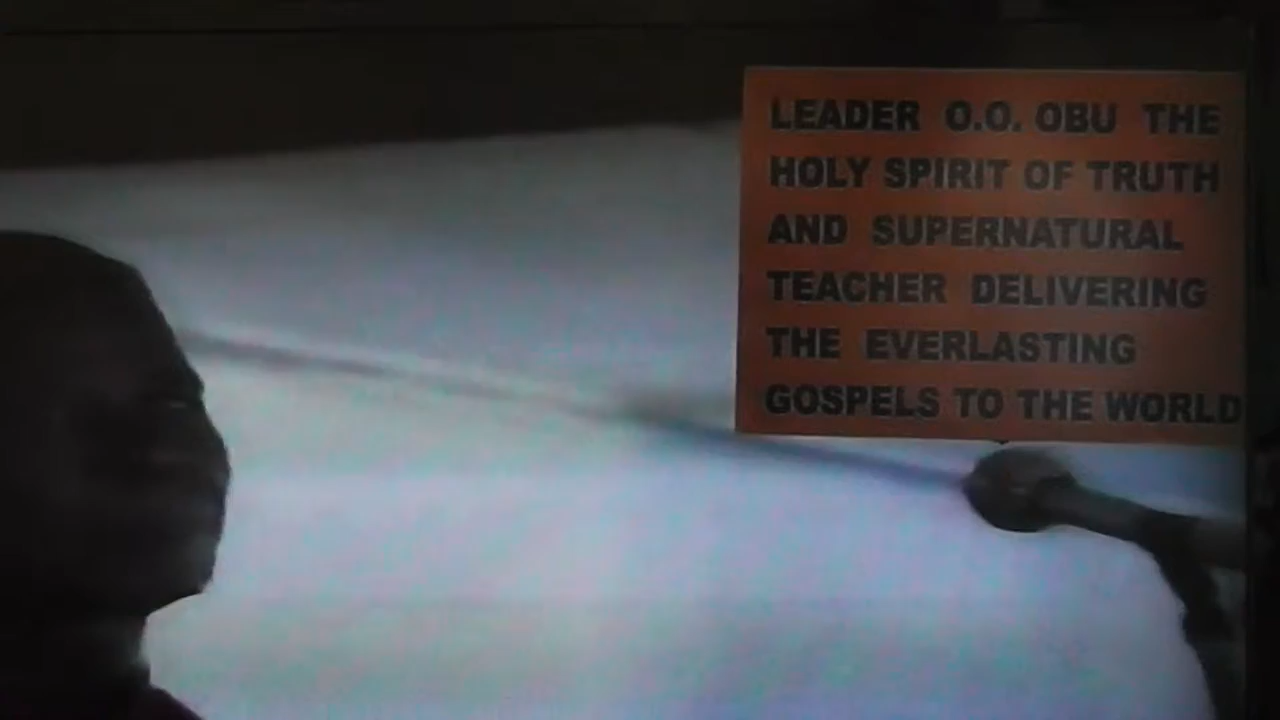 LEADER O.O. OBU THE
HOLY SPIRIT OF TRUTH
AND SUPERNATURAL
TEACHER DELIVERING
THE EVERLASTING
GOSPELS TO THE WORLD